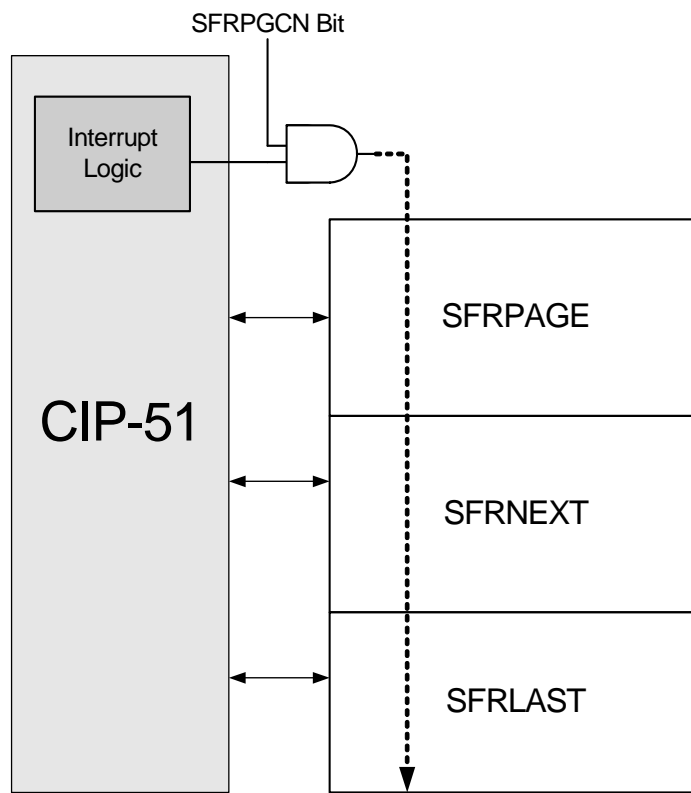 SFRPGCN Bit
Interrupt
Logic
SFRPAGE
CIP-51
SFRNEXT
SFRLAST